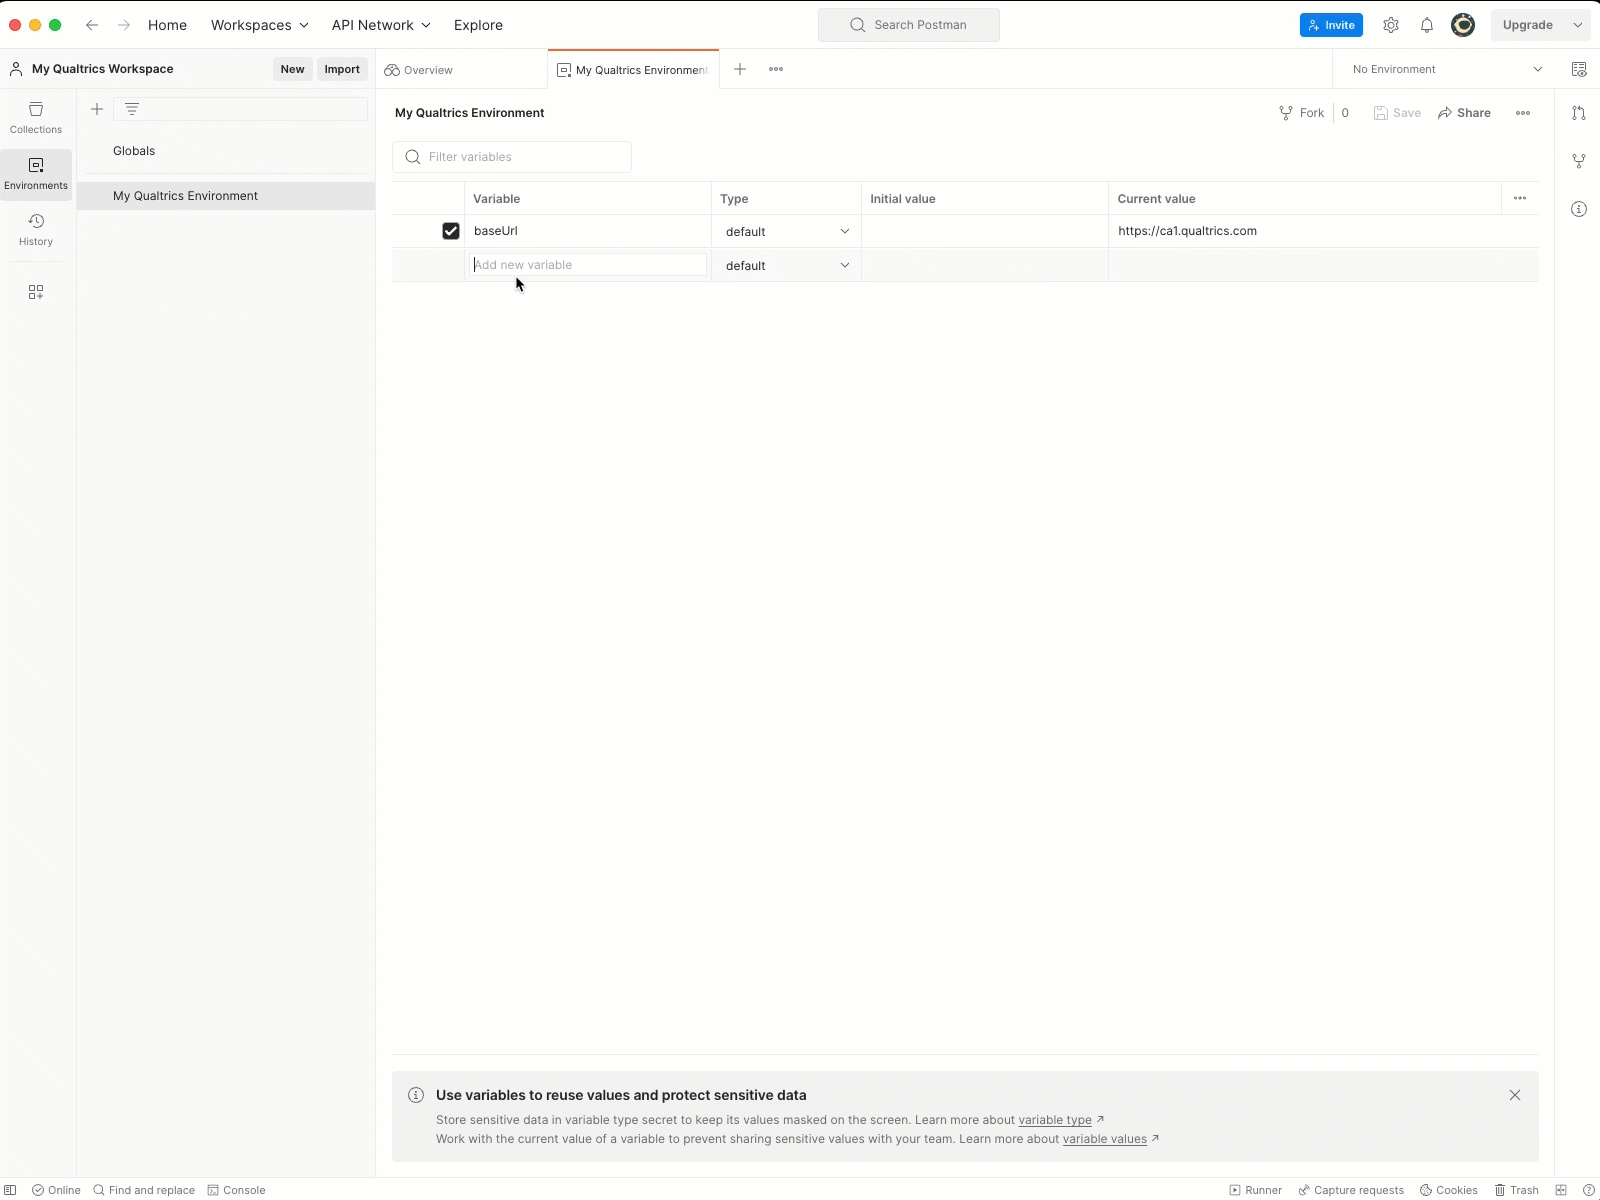 Home Workspaces API Network Explore Search Postman Invite Upgrade
My Qualtrics Workspace New Import Overview My Qualtrics Environment No Environment
Collections
Environments
History
Globals
My Qualtrics Environment
My Qualtrics Environment Fork 0 Save Share
Filter variables
Variable Type Initial value Current value
baseUrl default https://ca1.qualtrics.com
Add new variable default
Use variables to reuse values and protect sensitive data
Store sensitive data in variable type secret to keep its values masked on the screen. Learn more about variable type ↗
Work with the current value of a variable to prevent sharing sensitive values with your team. Learn more about variable values ↗
Online Find and replace Console Runner Capture requests Cookies Trash